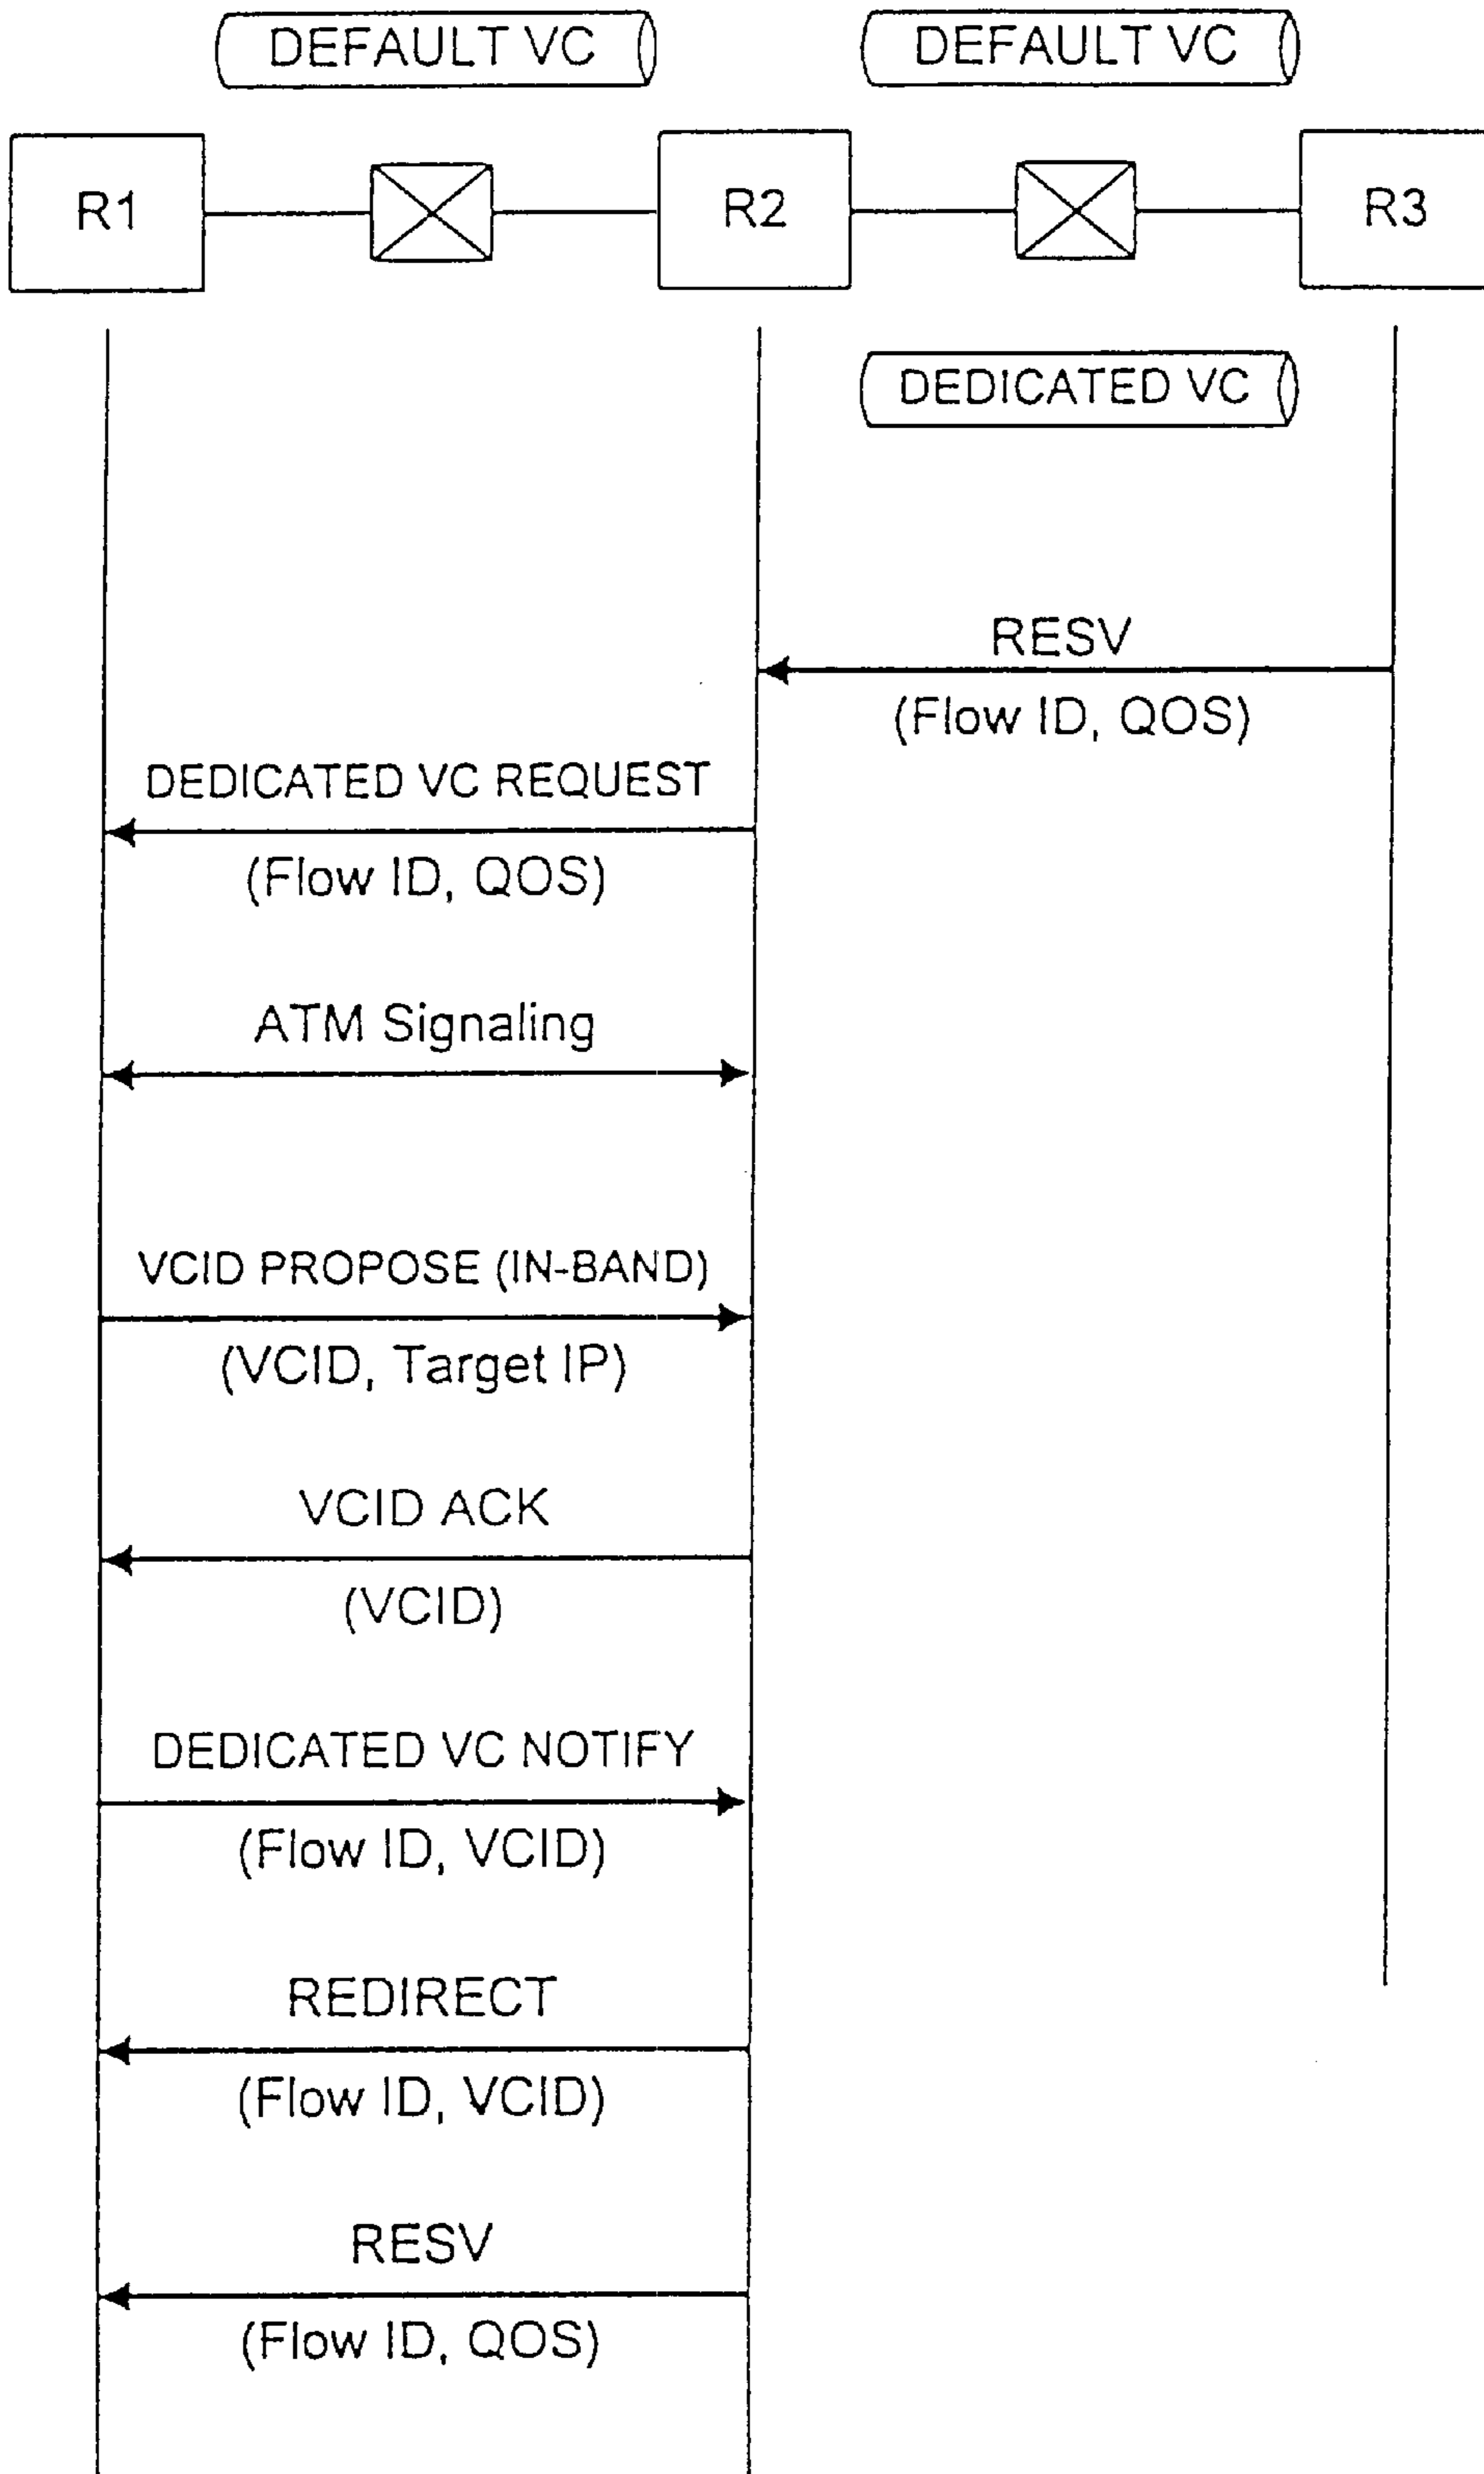 DEFAULT VC
DEFAULT VC
R1
R2
R3
DEDICATED VC
RESV
(Flow ID, QOS)
DEDICATED VC REQUEST
(Flow ID, QOS)
ATM Signaling
VCID PROPOSE (IN-BAND)
(VCID, Target IP)
VCID ACK
(VCID)
DEDICATED VC NOTIFY
(Flow ID, VCID)
REDIRECT
(Flow ID, VCID)
RESV
(Flow ID, QOS)